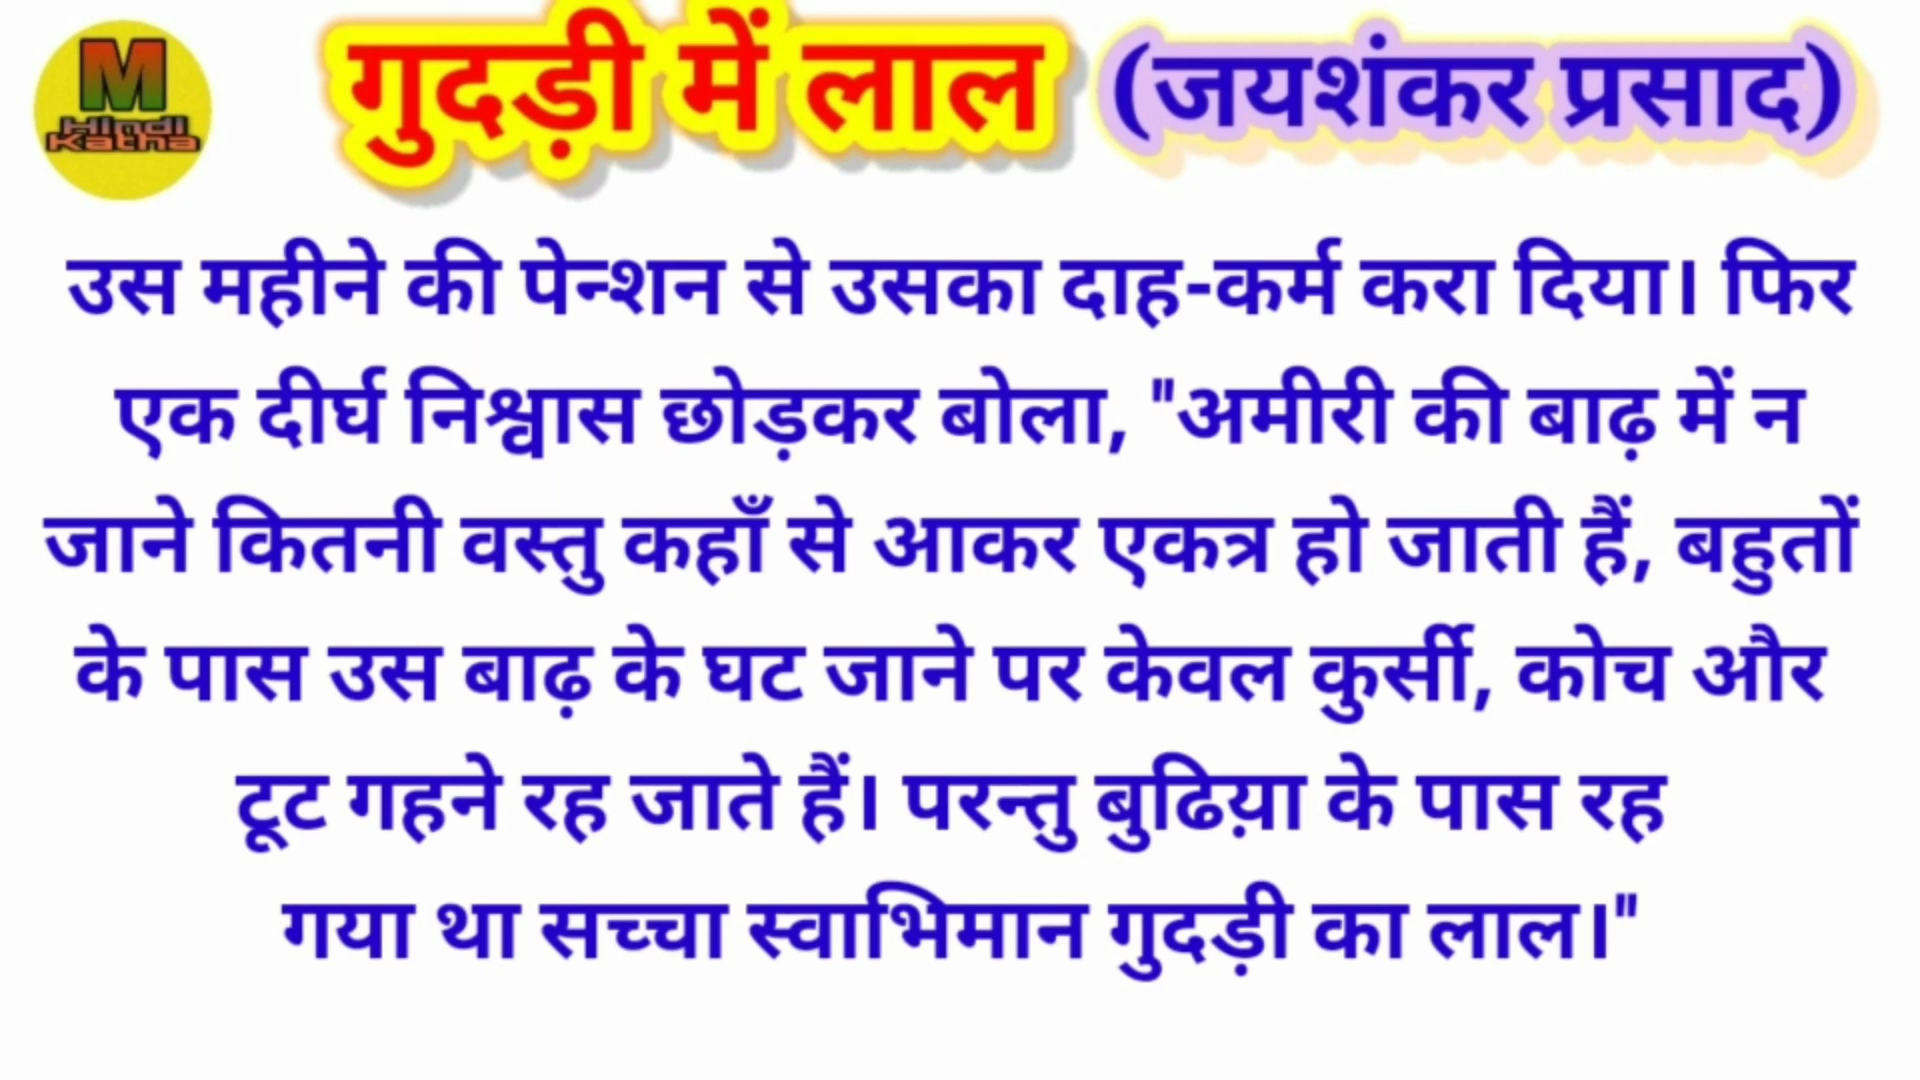 M
Hindi
Katha
गुदड़ी में लाल (जयशंकर प्रसाद)
उस महीने की पेन्शन से उसका दाह-कर्म करा दिया। फिर
एक दीर्घ निश्वास छोड़कर बोला, "अमीरी की बाढ़ में न
जाने कितनी वस्तु कहाँ से आकर एकत्र हो जाती हैं, बहुतों
के पास उस बाढ़ के घट जाने पर केवल कुर्सी, कोच और
टूट गहने रह जाते हैं। परन्तु बुढिय़ा के पास रह
गया था सच्चा स्वाभिमान गुदड़ी का लाल।"